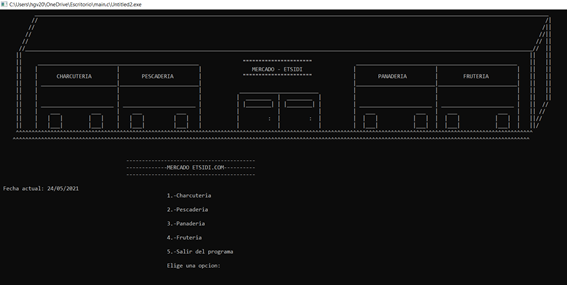 C:\Users\hgv20\OneDrive\Escritorio\main.c\Untitled2.exe
MERCADO - ETSIDI
CHARCUTERIA PESCADERIA PANADERIA FRUTERIA
MERCADO ETSIDI.COM
Fecha actual: 24/05/2021
1.-Charcuteria
2.-Pescaderia
3.-Panaderia
4.-Fruteria
5.-Salir del programa
Elige una opcion: